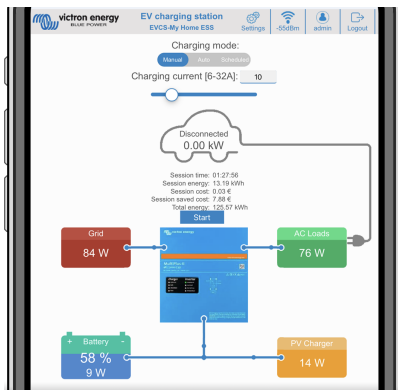 victron energy
BLUE POWER
EV charging station
EVCS-My Home ESS
Settings
-55dBm
admin
Logout
Charging mode:
Manual Auto Scheduled
Charging current [6-32A]: 10
Disconnected
0.00 kW
Session time: 01:27:56
Session energy: 13.19 kWh
Session cost: 0.03 €
Session saved cost: 7.88 €
Total energy: 125.57 kWh
Start
Grid
84 W
victron energy
AC Loads
76 W
+ Battery -
58 %
9 W
PV Charger
14 W